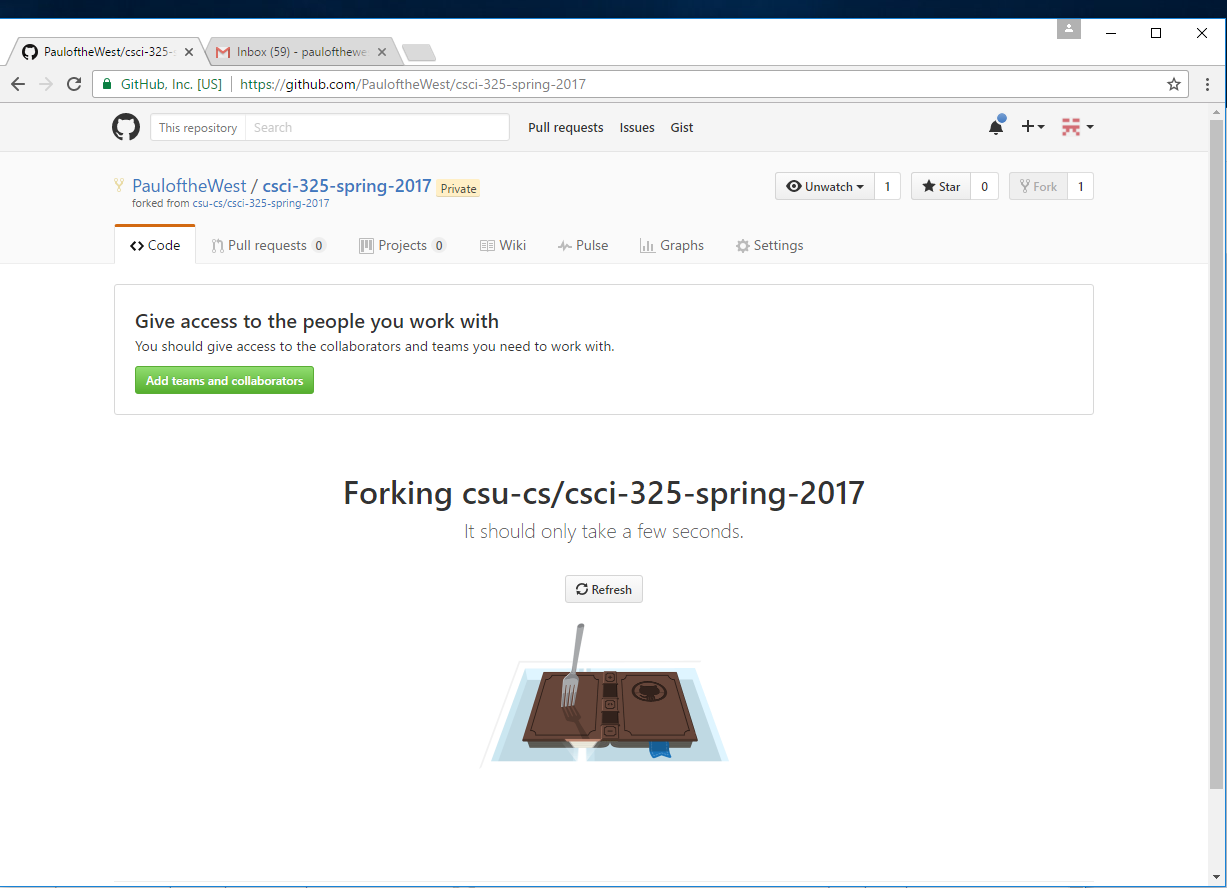 PauloftheWest/csci-325-
Inbox (59) - paulofthewe
GitHub, Inc. [US] https://github.com/PauloftheWest/csci-325-spring-2017
This repository Search Pull requests Issues Gist
PauloftheWest / csci-325-spring-2017 Private
Unwatch 1 Star 0 Fork 1
forked from csu-cs/csci-325-spring-2017
Code Pull requests 0 Projects 0 Wiki Pulse Graphs Settings
Give access to the people you work with
You should give access to the collaborators and teams you need to work with.
Add teams and collaborators
Forking csu-cs/csci-325-spring-2017
It should only take a few seconds.
Refresh